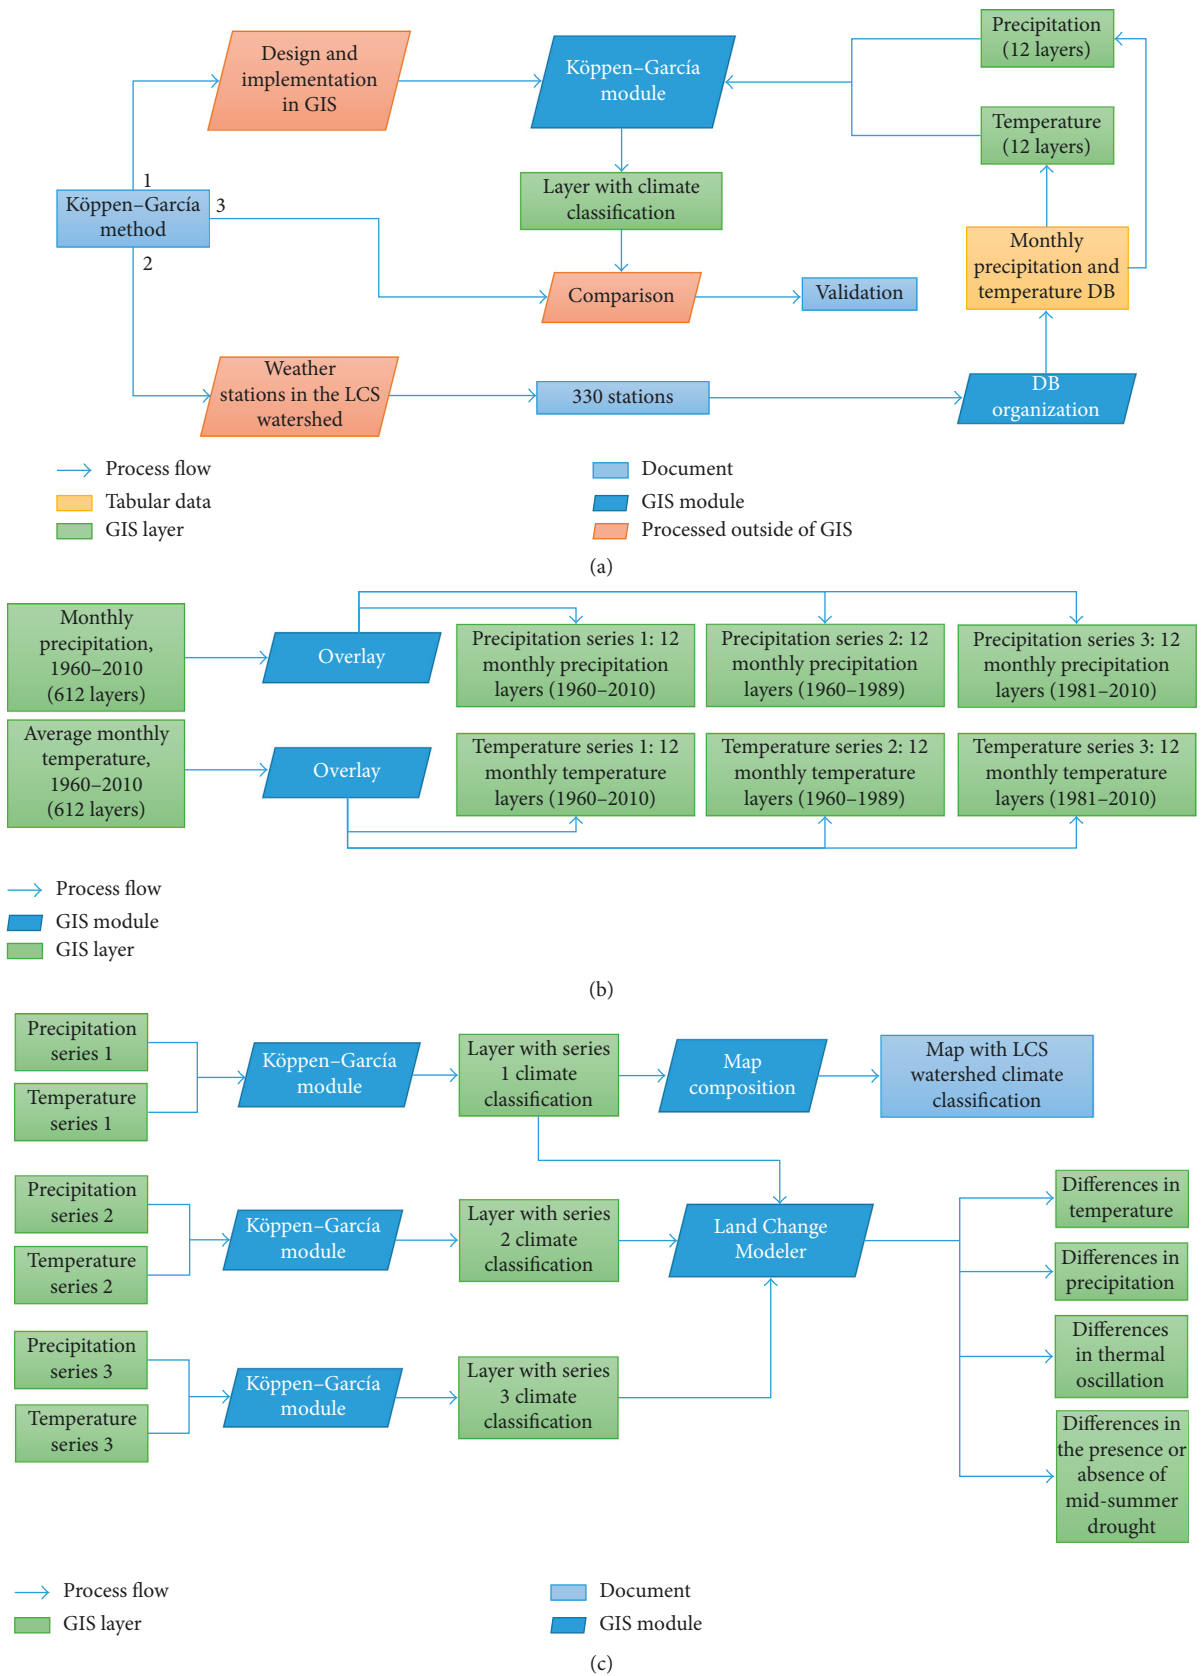 Design and
implementation
in GIS
Köppen–García
module
Precipitation
(12 layers)
Temperature
(12 layers)
1
Köppen–García
method
3
2
Layer with climate
classification
Monthly
precipitation and
temperature DB
Comparison
Validation
Weather
stations in the LCS
watershed
330 stations
DB
organization
Process flow
Tabular data
GIS layer
Document
GIS module
Processed outside of GIS
(a)
Monthly
precipitation,
1960–2010
(612 layers)
Overlay
Precipitation series 1: 12
monthly precipitation
layers (1960–2010)
Precipitation series 2: 12
monthly precipitation
layers (1960–1989)
Precipitation series 3: 12
monthly precipitation
layers (1981–2010)
Average monthly
temperature,
1960–2010
(612 layers)
Overlay
Temperature series 1: 12
monthly temperature
layers (1960–2010)
Temperature series 2: 12
monthly temperature
layers (1960–1989)
Temperature series 3: 12
monthly temperature
layers (1981–2010)
Process flow
GIS module
GIS layer
(b)
Precipitation
series 1
Temperature
series 1
Köppen–García
module
Layer with series
1 climate
classification
Map
composition
Map with LCS
watershed climate
classification
Precipitation
series 2
Temperature
series 2
Köppen–García
module
Layer with series
2 climate
classification
Land Change
Modeler
Differences in
temperature
Differences in
precipitation
Differences
in thermal
oscillation
Differences in
the presence or
absence of
mid-summer
drought
Precipitation
series 3
Temperature
series 3
Köppen–García
module
Layer with series
3 climate
classification
Process flow
GIS layer
Document
GIS module
(c)